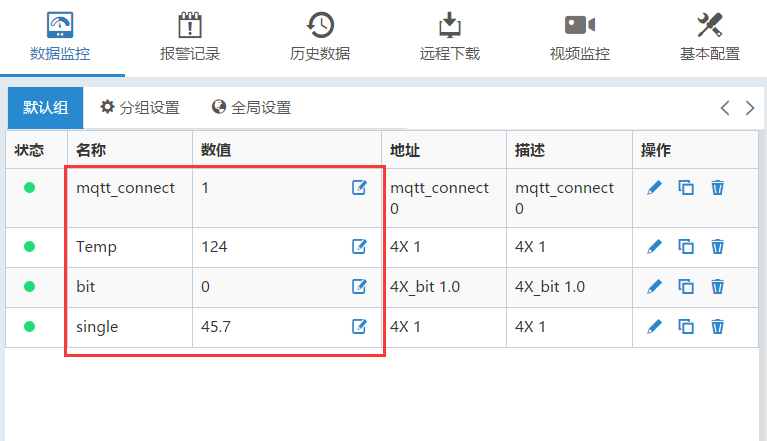 数据监控 报警记录 历史数据 远程下载 视频监控 基本配置
默认组 分组设置 全局设置
状态 名称 数值 地址 描述 操作
mqtt_connect 1 mqtt_connect mqtt_connect
0 0
Temp 124 4X 1 4X 1
bit 0 4X_bit 1.0 4X_bit 1.0
single 45.7 4X 1 4X 1